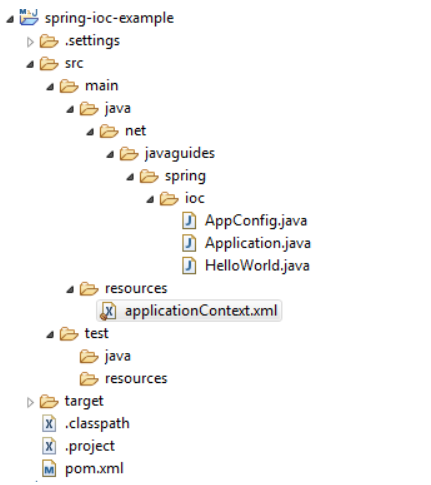 spring-ioc-example
.settings
src
main
java
net
javaguides
spring
ioc
AppConfig.java
Application.java
HelloWorld.java
resources
applicationContext.xml
test
java
resources
target
.classpath
.project
pom.xml